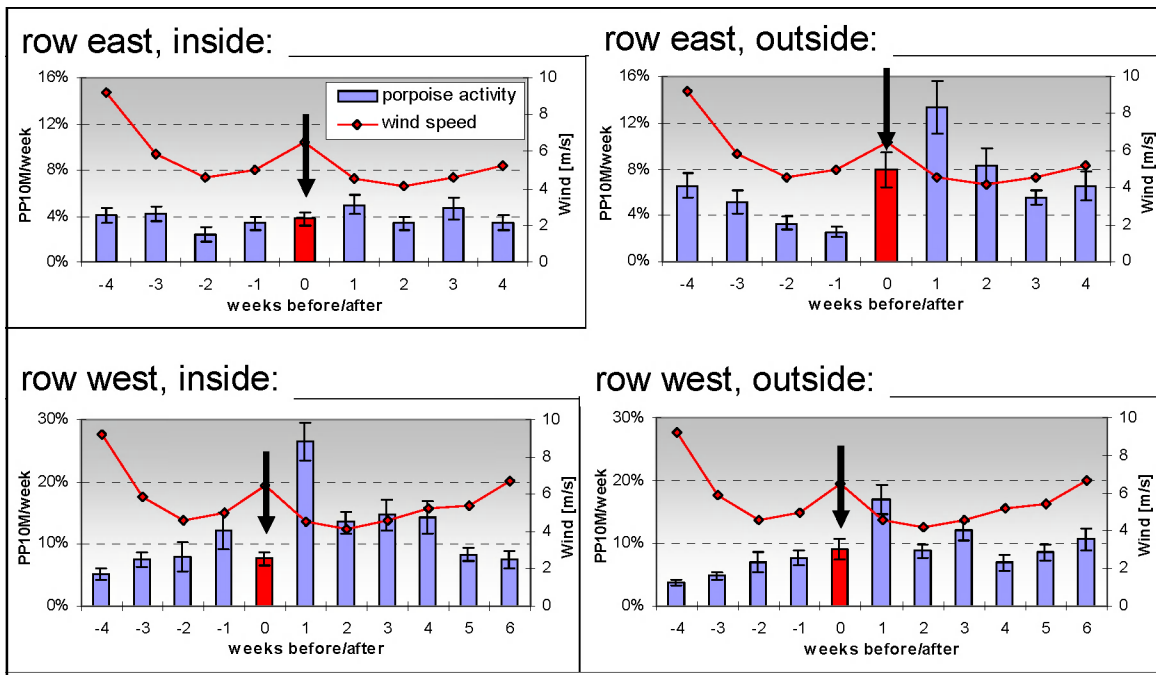 row east, inside:
16%
12%
8%
4%
0%
PP10M/week
10
8
6
4
2
0
Wind [m/s]
porpoise activity
wind speed
-4 -3 -2 -1 0 1 2 3 4
weeks before/after
row east, outside:
16%
12%
8%
4%
0%
PP10M/week
10
8
6
4
2
0
Wind [m/s]
-4 -3 -2 -1 0 1 2 3 4
weeks before/after
row west, inside:
30%
20%
10%
0%
PP10M/week
10
8
6
4
2
0
Wind [m/s]
-4 -3 -2 -1 0 1 2 3 4 5 6
weeks before/after
row west, outside:
30%
20%
10%
0%
PP10M/week
10
8
6
4
2
0
Wind [m/s]
-4 -3 -2 -1 0 1 2 3 4 5 6
weeks before/after